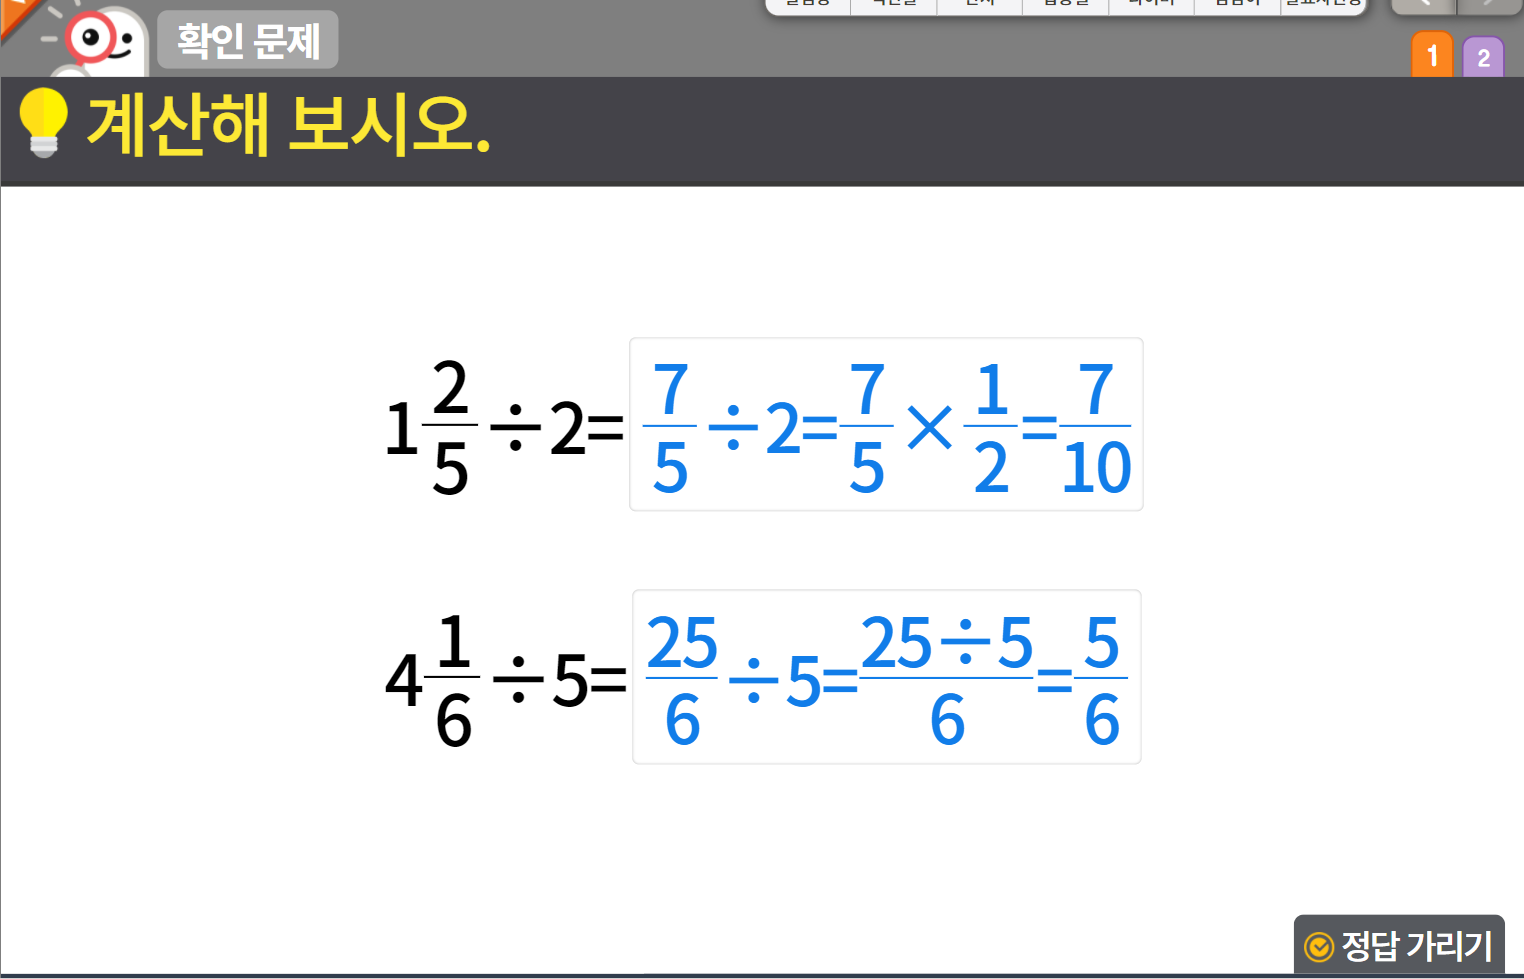 확인 문제
1 2
계산해 보시오.
1 2/5 ÷2= 7/5 ÷2= 7/5 × 1/2 = 7/10
4 1/6 ÷5= 25/6 ÷5= 25÷5/6 = 5/6
정답 가리기